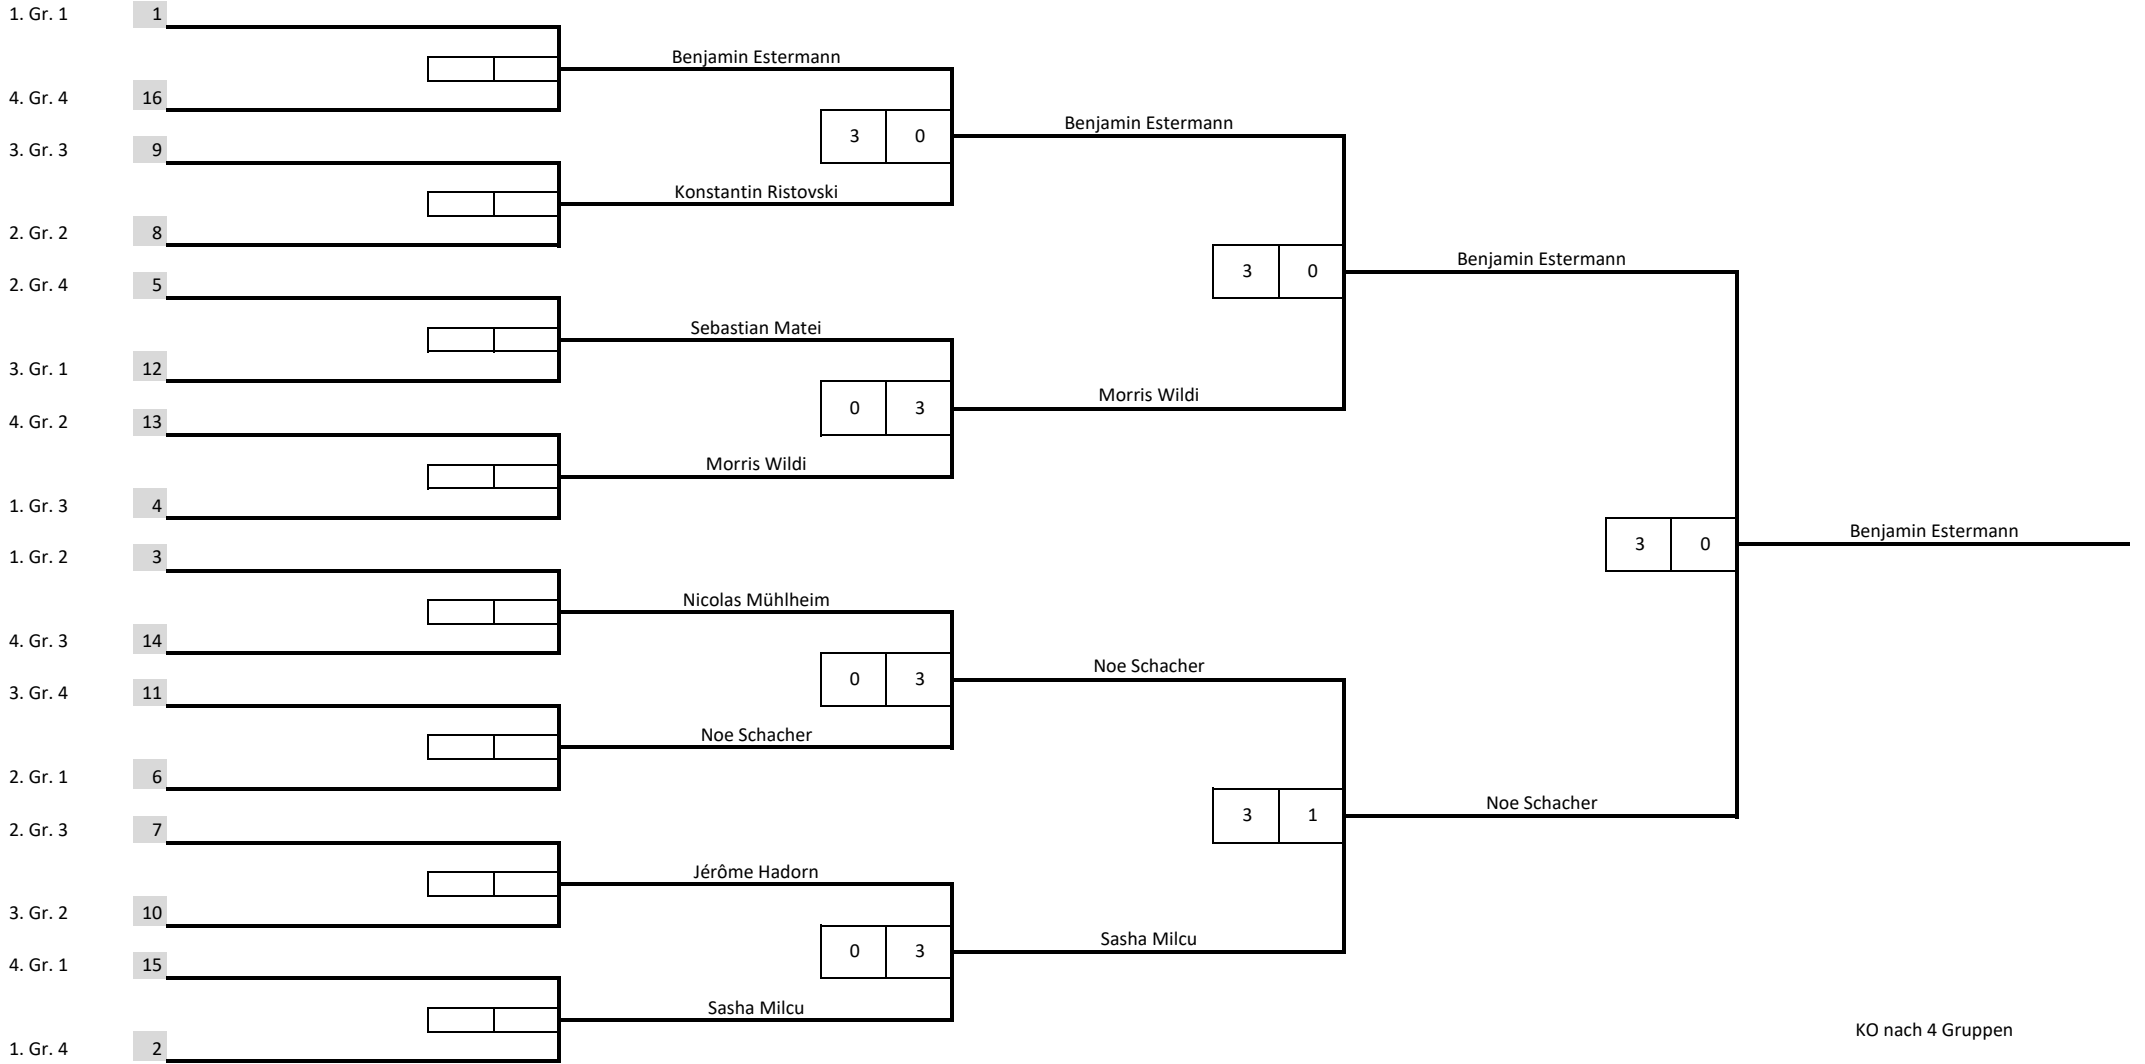 1. Gr. 1 1
Benjamin Estermann
4. Gr. 4 16
Benjamin Estermann
3 0
3. Gr. 3 9
Konstantin Ristovski
2. Gr. 2 8
Benjamin Estermann
3 0
2. Gr. 4 5
Sebastian Matei
3. Gr. 1 12
Morris Wildi
0 3
4. Gr. 2 13
Morris Wildi
1. Gr. 3 4
Benjamin Estermann
3 0
1. Gr. 2 3
Nicolas Mühlheim
4. Gr. 3 14
Noe Schacher
0 3
3. Gr. 4 11
Noe Schacher
2. Gr. 1 6
Noe Schacher
3 1
2. Gr. 3 7
Jérôme Hadorn
3. Gr. 2 10
Sasha Milcu
0 3
4. Gr. 1 15
Sasha Milcu
KO nach 4 Gruppen
1. Gr. 4 2